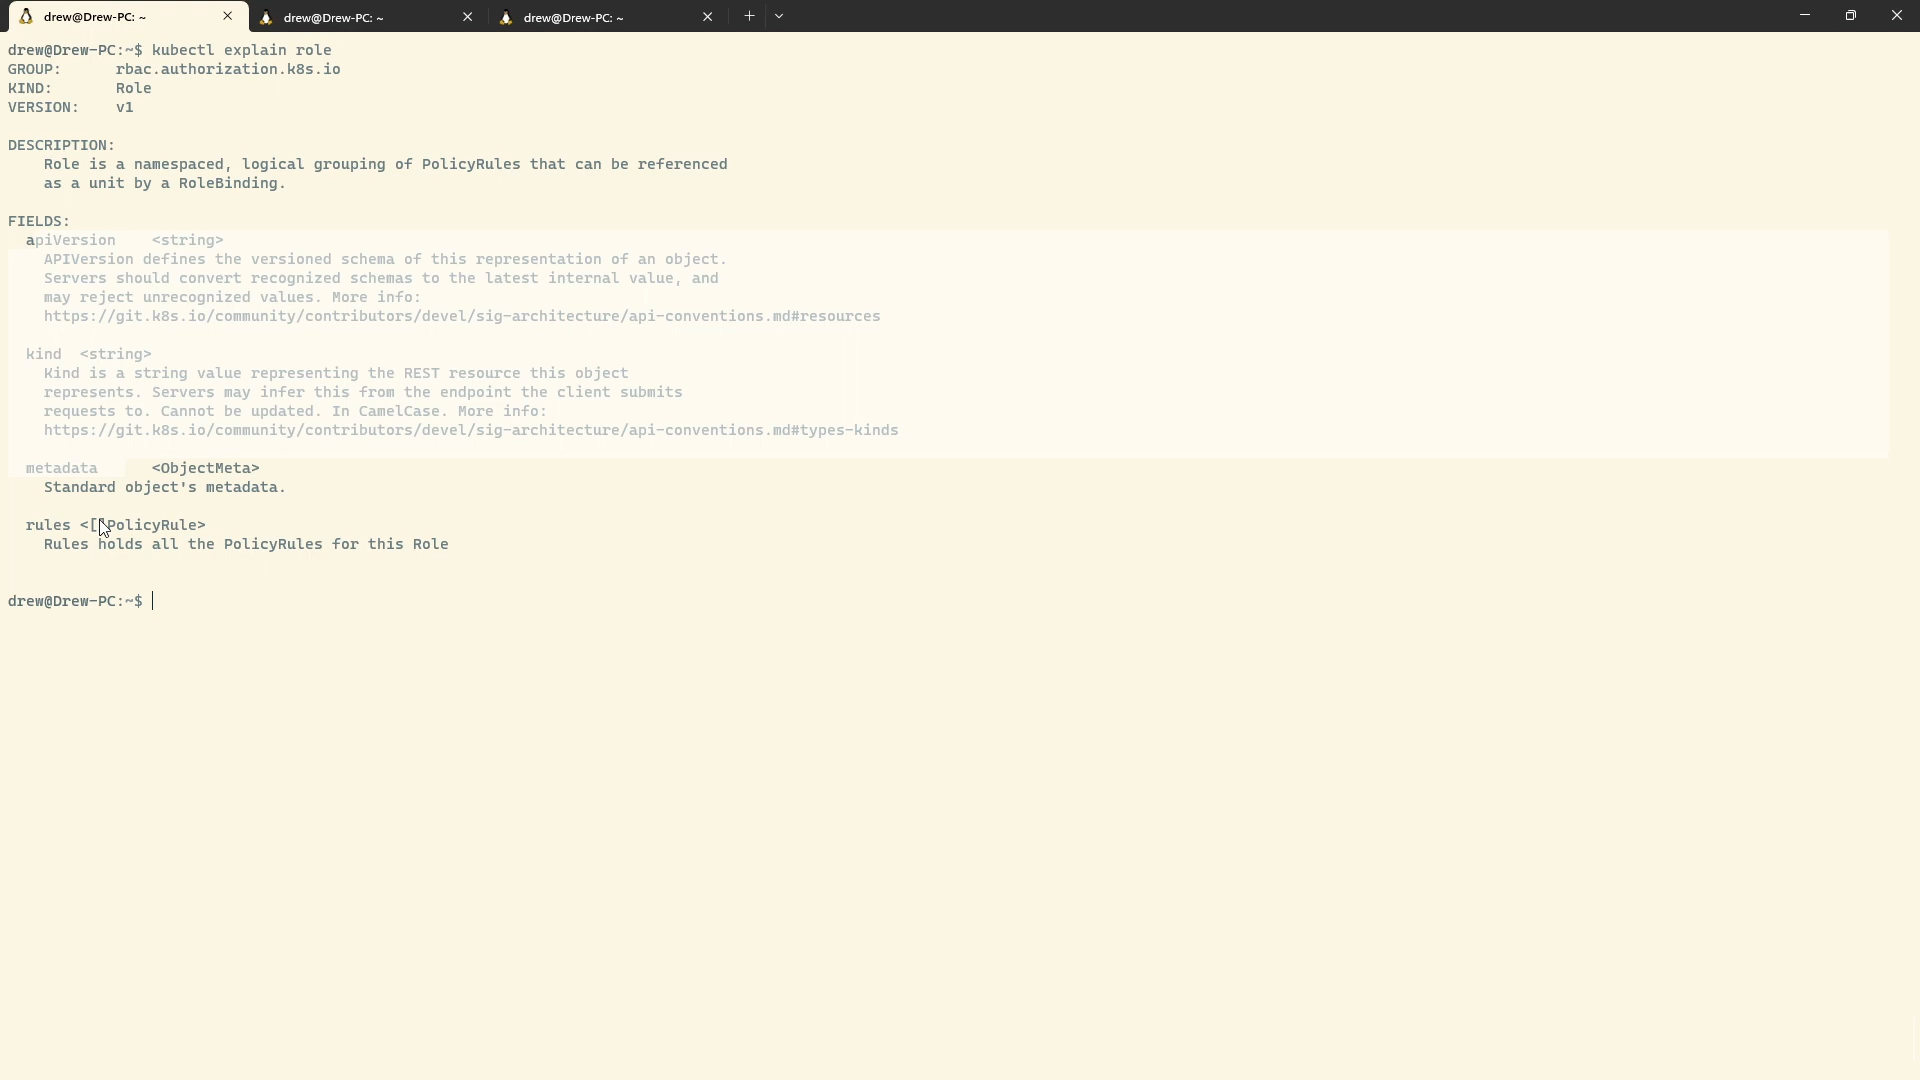 drew@Drew-PC: ~
drew@Drew-PC: ~
drew@Drew-PC: ~
drew@Drew-PC:~$ kubectl explain role
GROUP:      rbac.authorization.k8s.io
KIND:       Role
VERSION:    v1

DESCRIPTION:
    Role is a namespaced, logical grouping of PolicyRules that can be referenced
    as a unit by a RoleBinding.

FIELDS:
  apiVersion    <string>
    APIVersion defines the versioned schema of this representation of an object.
    Servers should convert recognized schemas to the latest internal value, and
    may reject unrecognized values. More info:
    https://git.k8s.io/community/contributors/devel/sig-architecture/api-conventions.md#resources

  kind  <string>
    Kind is a string value representing the REST resource this object
    represents. Servers may infer this from the endpoint the client submits
    requests to. Cannot be updated. In CamelCase. More info:
    https://git.k8s.io/community/contributors/devel/sig-architecture/api-conventions.md#types-kinds

  metadata      <ObjectMeta>
    Standard object's metadata.

  rules <[]PolicyRule>
    Rules holds all the PolicyRules for this Role

drew@Drew-PC:~$